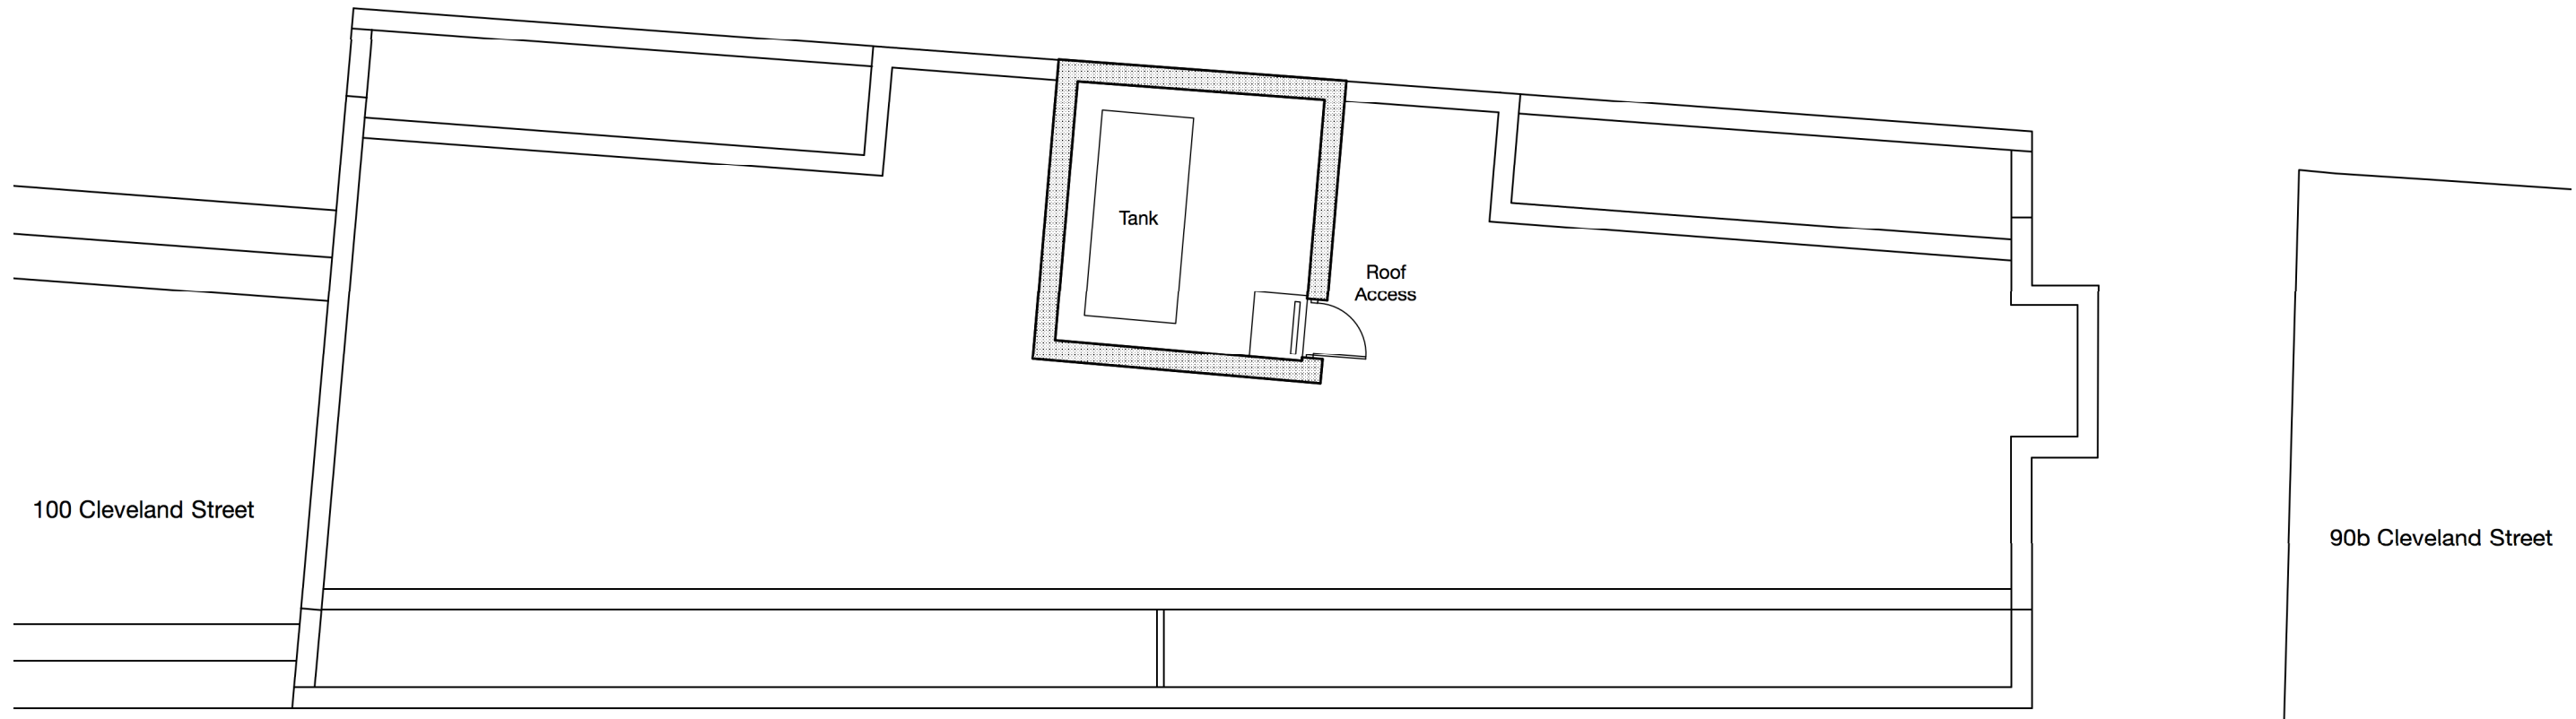 Tank
Roof
Access
100 Cleveland Street
90b Cleveland Street